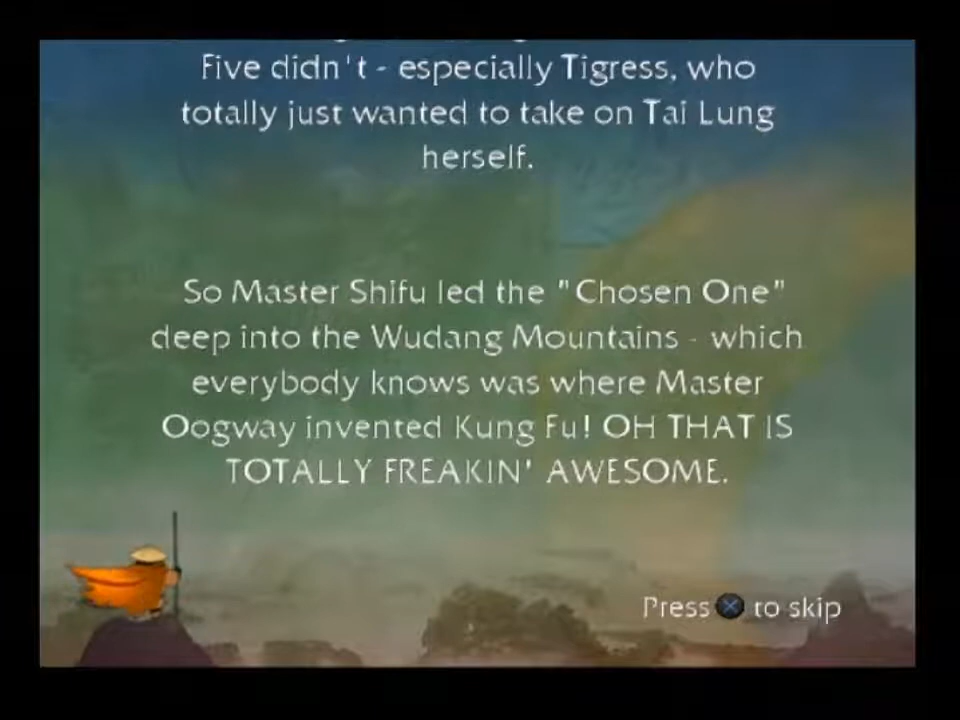 Five didn't - especially Tigress, who
totally just wanted to take on Tai Lung
herself.
So Master Shifu led the "Chosen One"
deep into the Wudang Mountains - which
everybody knows was where Master
Oogway invented Kung Fu! OH THAT IS
TOTALLY FREAKIN' AWESOME.
Press to skip